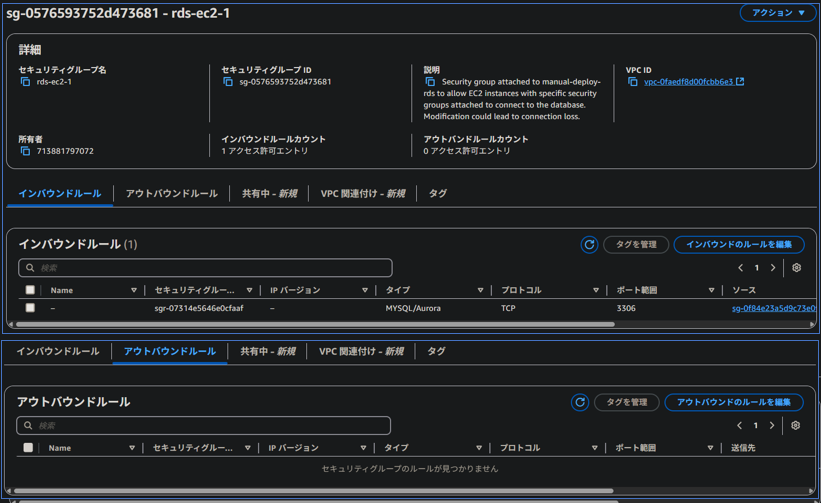 sg-0576593752d473681 - rds-ec2-1
アクション ▼
詳細
セキュリティグループ名
rds-ec2-1
セキュリティグループ ID
sg-0576593752d473681
説明
Security group attached to manual-deploy-
rds to allow EC2 instances with specific security
groups attached to connect to the database.
Modification could lead to connection loss.
VPC ID
vpc-0faedf8d00fcbb6e3
所有者
713881797072
インバウンドルールカウント
1 アクセス許可エントリ
アウトバンドルールカウント
0 アクセス許可エントリ
インバウンドルール
アウトバウンドルール
共有中 – 新規
VPC 関連付け – 新規
タグ
インバウンドルール (1)
タグを管理
インバウンドのルールを編集
検索
1
Name
セキュリティグルー...
IP バージョン
タイプ
プロトコル
ポート範囲
ソース
–
sgr-07314e5646e0cfaaf
–
MYSQL/Aurora
TCP
3306
sg-0f84e23a5d9c73e0
インバウンドルール
アウトバウンドルール
共有中 – 新規
VPC 関連付け – 新規
タグ
アウトバウンドルール
タグを管理
アウトバウンドのルールを編集
検索
1
Name
セキュリティグルー...
IP バージョン
タイプ
プロトコル
ポート範囲
送信先
セキュリティグループのルールが見つかりません